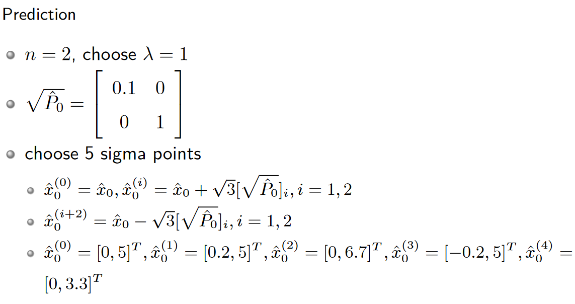 Prediction
n = 2, choose λ = 1
√P̂₀ = [ 0.1 0
0 1 ]
choose 5 sigma points
x̂₀⁽⁰⁾ = x̂₀, x̂₀⁽ⁱ⁾ = x̂₀ + √3[√P̂₀]ᵢ, i = 1, 2
x̂₀⁽ⁱ⁺²⁾ = x̂₀ − √3[√P̂₀]ᵢ, i = 1, 2
x̂₀⁽⁰⁾ = [0, 5]ᵀ, x̂₀⁽¹⁾ = [0.2, 5]ᵀ, x̂₀⁽²⁾ = [0, 6.7]ᵀ, x̂₀⁽³⁾ = [−0.2, 5]ᵀ, x̂₀⁽⁴⁾ =
[0, 3.3]ᵀ